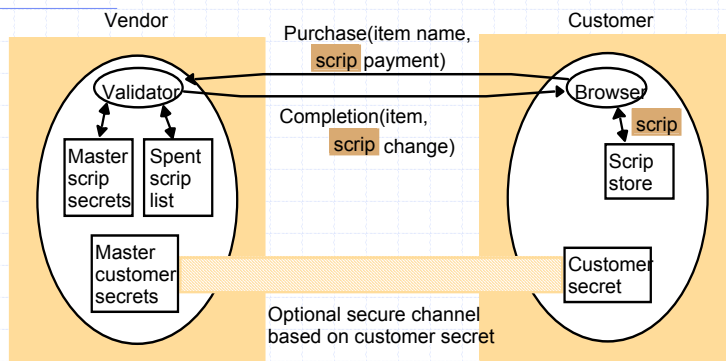 Vendor
Customer
Purchase(item name,
scrip payment)
Validator
Browser
Completion(item,
scrip change)
scrip
Master
scrip
secrets
Spent
scrip
list
Scrip
store
Master
customer
secrets
Customer
secret
Optional secure channel
based on customer secret